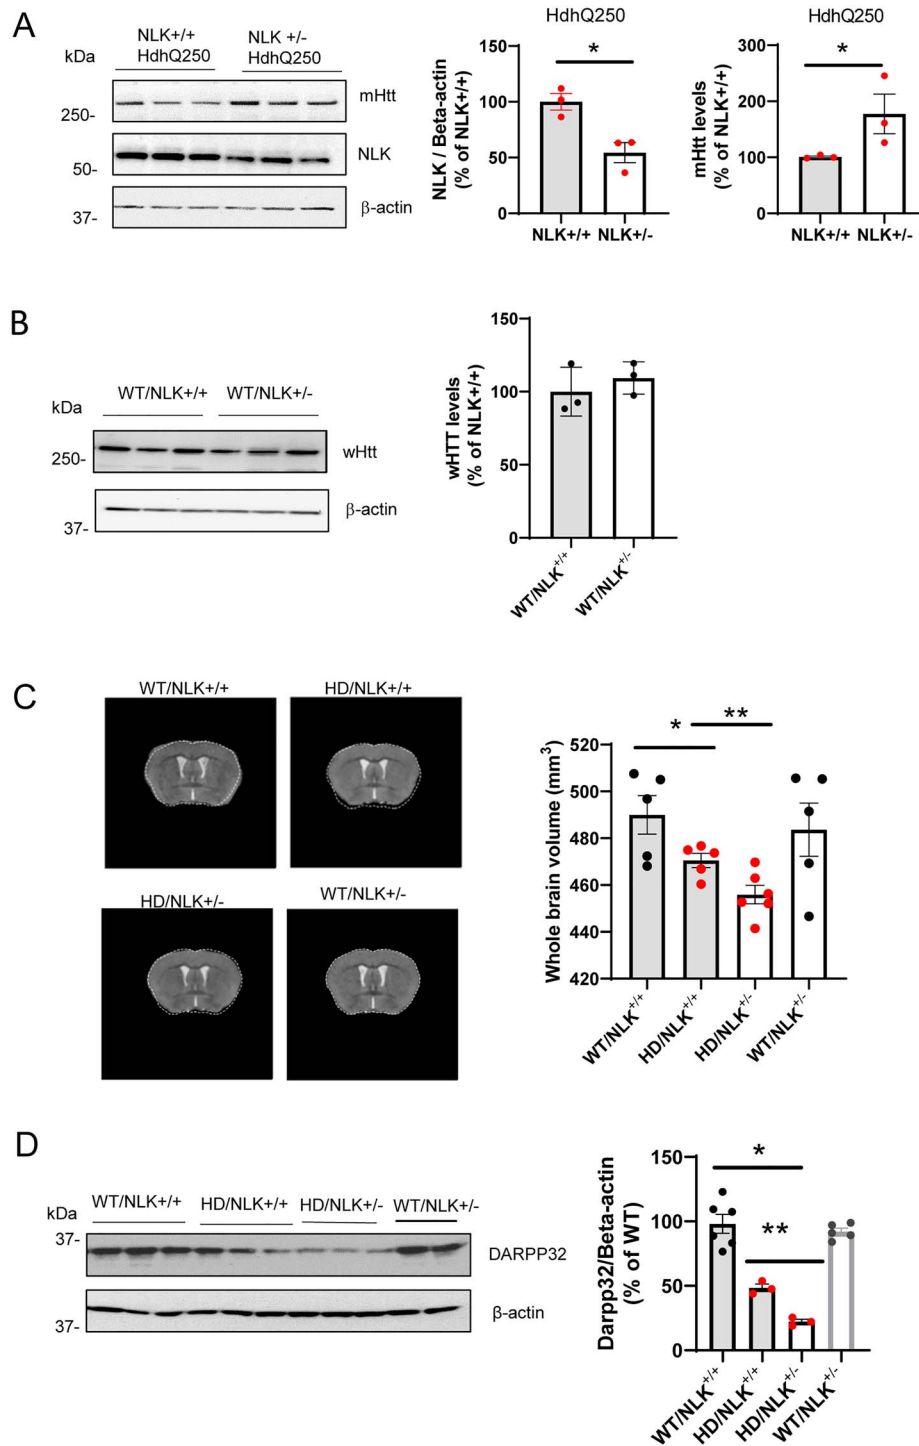 A
NLK+/+
HdhQ250
NLK +/-
HdhQ250
kDa
250-
50-
37-
mHtt
NLK
β-actin
HdhQ250
NLK / Beta-actin
(% of NLK+/+)
150
100
50
0
*
NLK+/+ NLK+/-
HdhQ250
mHtt levels
(% of NLK+/+)
300
200
100
0
*
NLK+/+ NLK+/-
B
WT/NLK+/+ WT/NLK+/-
kDa
250-
37-
wHtt
β-actin
wHTT levels
(% of NLK+/+)
150
100
50
0
WT/NLK+/+
WT/NLK+/-
C
WT/NLK+/+
HD/NLK+/+
HD/NLK+/-
WT/NLK+/-
Whole brain volume (mm3)
520
500
480
460
440
420
*
**
WT/NLK+/+
HD/NLK+/+
HD/NLK+/-
WT/NLK+/-
D
WT/NLK+/+ HD/NLK+/+ HD/NLK+/- WT/NLK+/-
kDa
37-
37-
DARPP32
β-actin
Darpp32/Beta-actin
(% of WT)
150
100
50
0
*
**
WT/NLK+/+
HD/NLK+/+
HD/NLK+/-
WT/NLK+/-